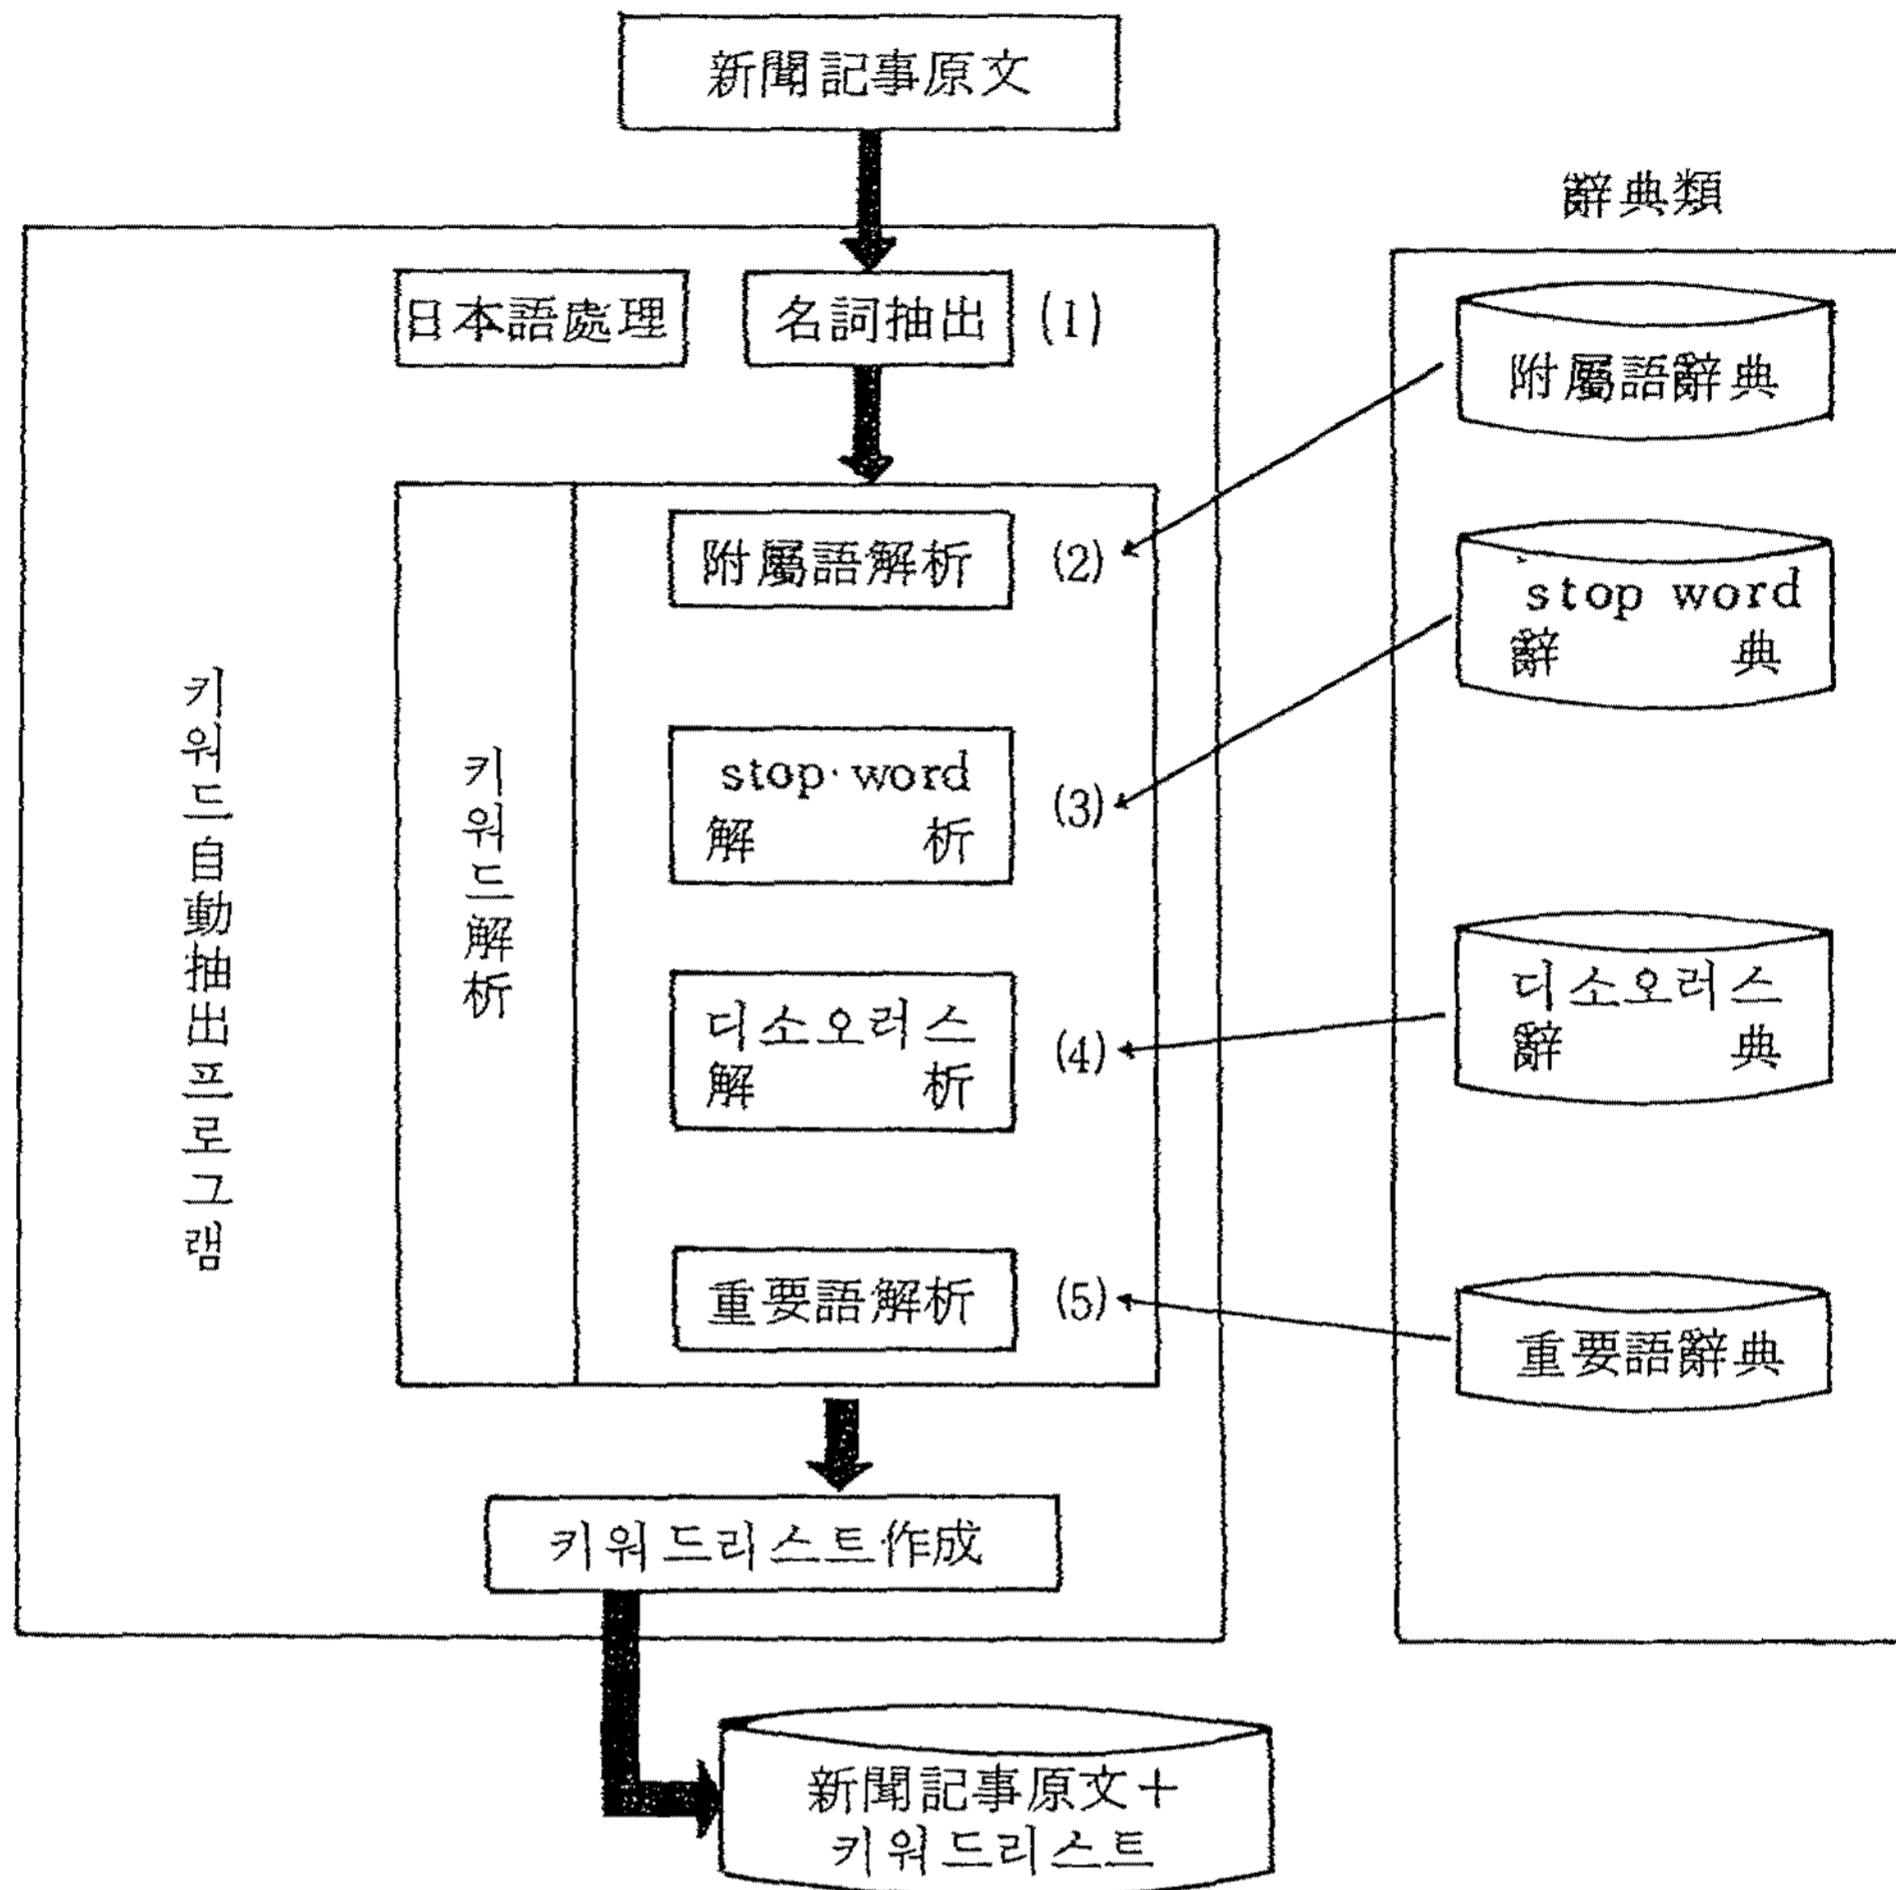 新聞記事原文
日本語處理
名詞抽出
(1)
키워드自動抽出프로그램
키워드解析
附屬語解析
(2)
stop·word
解 析
(3)
디소오러스
解 析
(4)
重要語解析
(5)
키워드리스트作成
新聞記事原文+
키워드리스트
辭典類
附屬語辭典
stop word
辭 典
디소오러스
辭 典
重要語辭典